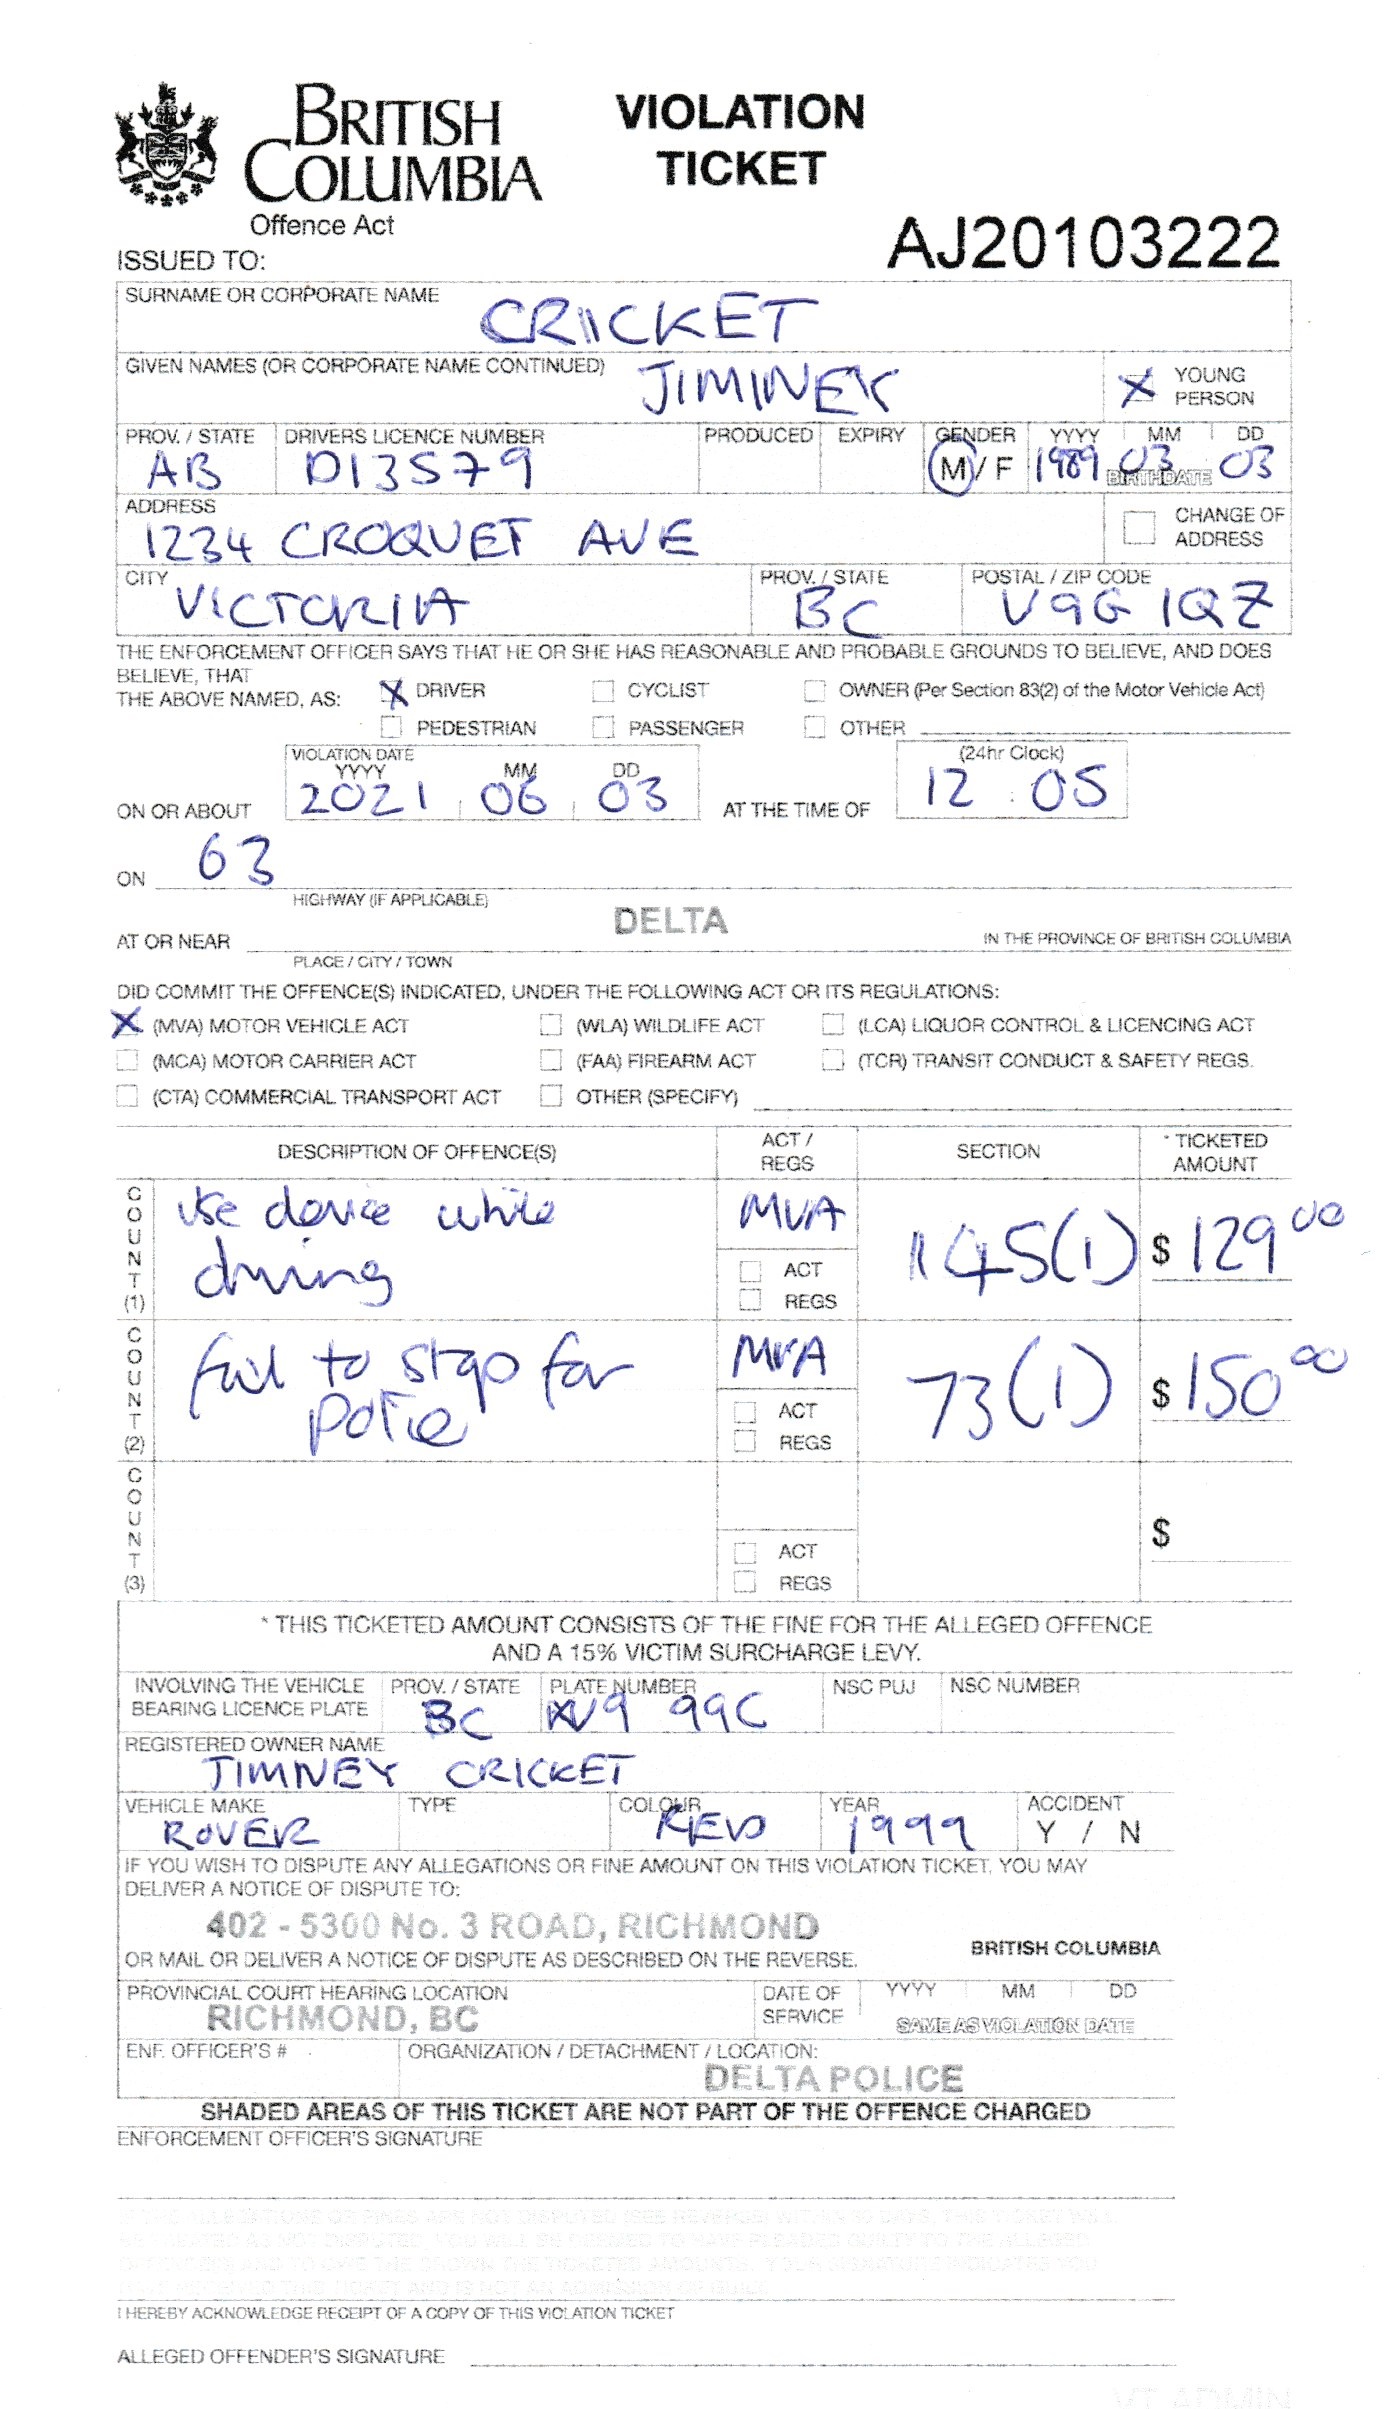 BRITISH
COLUMBIA
Offence Act
VIOLATION
TICKET
AJ20103222
ISSUED TO:
SURNAME OR CORPORATE NAME
CRICKET
GIVEN NAMES (OR CORPORATE NAME CONTINUED)
JIMINEY
X YOUNG
PERSON
PROV. / STATE DRIVERS LICENCE NUMBER PRODUCED EXPIRY GENDER YYYY MM DD
AB D13579 M / F 1989 03 03
BIRTHDATE
ADDRESS
1234 CROQUET AVE
CHANGE OF
ADDRESS
CITY PROV. / STATE POSTAL / ZIP CODE
VICTORIA BC V9G 1QZ
THE ENFORCEMENT OFFICER SAYS THAT HE OR SHE HAS REASONABLE AND PROBABLE GROUNDS TO BELIEVE, AND DOES
BELIEVE, THAT
THE ABOVE NAMED, AS: X DRIVER CYCLIST OWNER (Per Section 83(2) of the Motor Vehicle Act)
PEDESTRIAN PASSENGER OTHER
VIOLATION DATE (24hr Clock)
YYYY MM DD
ON OR ABOUT 2021 06 03 AT THE TIME OF 12 : 05
ON 63
HIGHWAY (IF APPLICABLE)
AT OR NEAR DELTA IN THE PROVINCE OF BRITISH COLUMBIA
PLACE / CITY / TOWN
DID COMMIT THE OFFENCE(S) INDICATED, UNDER THE FOLLOWING ACT OR ITS REGULATIONS:
X (MVA) MOTOR VEHICLE ACT (WLA) WILDLIFE ACT (LCA) LIQUOR CONTROL & LICENCING ACT
(MCA) MOTOR CARRIER ACT (FAA) FIREARM ACT (TCR) TRANSIT CONDUCT & SAFETY REGS.
(CTA) COMMERCIAL TRANSPORT ACT OTHER (SPECIFY)
DESCRIPTION OF OFFENCE(S) ACT / REGS SECTION * TICKETED AMOUNT
COUNT (1) use device while driving MVA ACT REGS 145(1) $ 129 00
COUNT (2) fail to stop for police MVA ACT REGS 73(1) $ 150 00
COUNT (3) ACT REGS $
* THIS TICKETED AMOUNT CONSISTS OF THE FINE FOR THE ALLEGED OFFENCE
AND A 15% VICTIM SURCHARGE LEVY.
INVOLVING THE VEHICLE PROV. / STATE PLATE NUMBER NSC PUJ NSC NUMBER
BEARING LICENCE PLATE BC 99C
REGISTERED OWNER NAME
JIMNEY CRICKET
VEHICLE MAKE TYPE COLOUR YEAR ACCIDENT
ROVER RED 1999 Y / N
IF YOU WISH TO DISPUTE ANY ALLEGATIONS OR FINE AMOUNT ON THIS VIOLATION TICKET, YOU MAY
DELIVER A NOTICE OF DISPUTE TO:
402 - 5300 No. 3 ROAD, RICHMOND
BRITISH COLUMBIA
OR MAIL OR DELIVER A NOTICE OF DISPUTE AS DESCRIBED ON THE REVERSE.
PROVINCIAL COURT HEARING LOCATION DATE OF SERVICE YYYY MM DD
RICHMOND, BC SAME AS VIOLATION DATE
ENF. OFFICER'S # ORGANIZATION / DETACHMENT / LOCATION:
DELTA POLICE
SHADED AREAS OF THIS TICKET ARE NOT PART OF THE OFFENCE CHARGED
ENFORCEMENT OFFICER'S SIGNATURE
I HEREBY ACKNOWLEDGE RECEIPT OF A COPY OF THIS VIOLATION TICKET
ALLEGED OFFENDER'S SIGNATURE
VT ADMIN